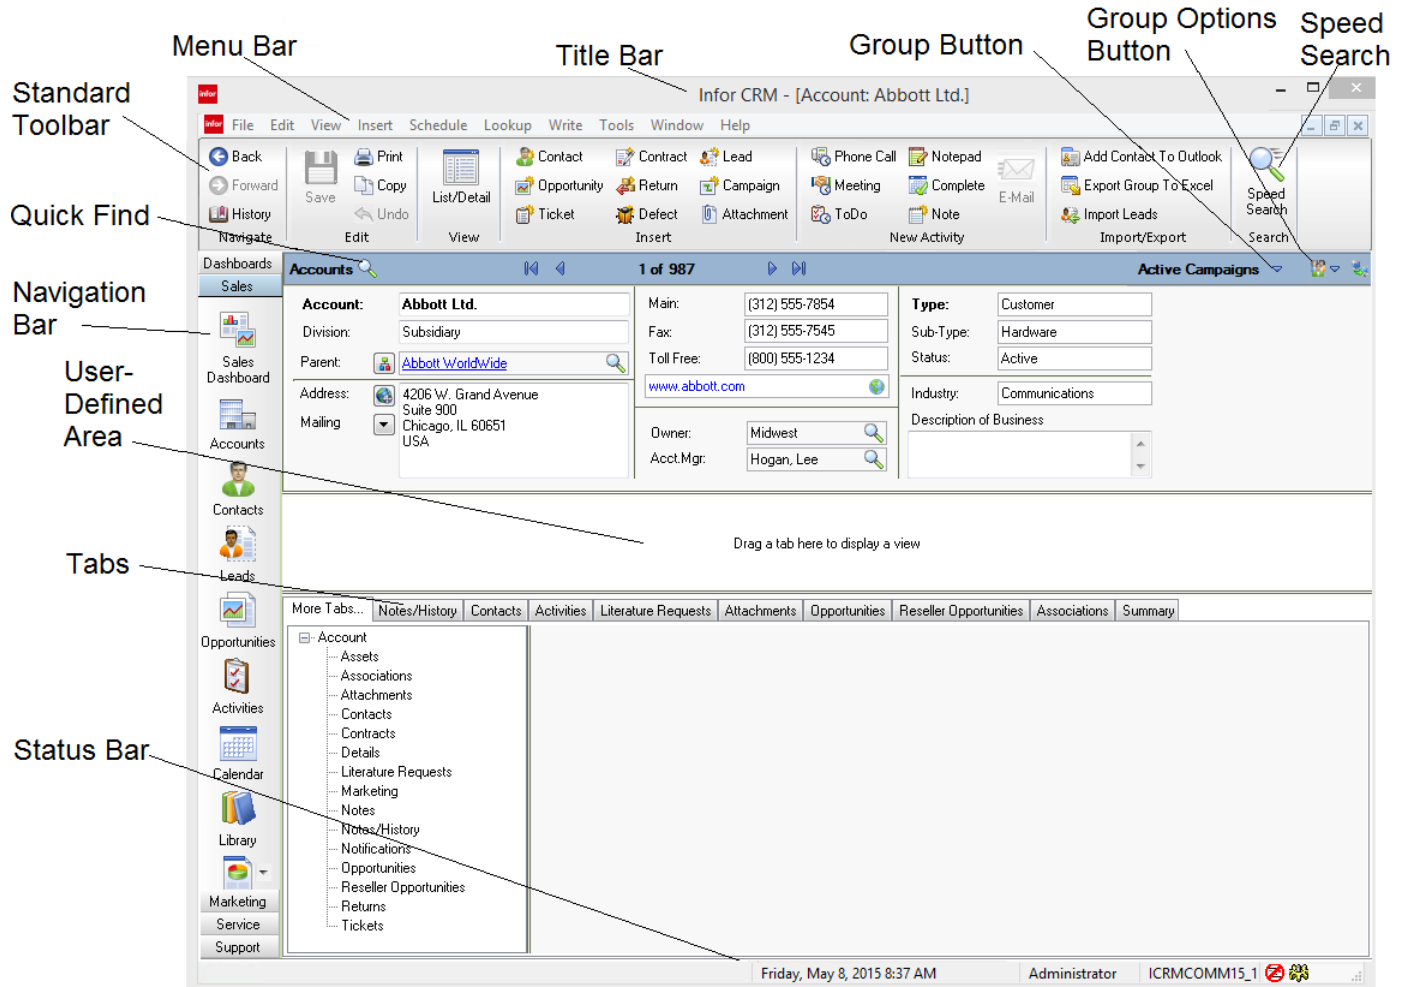 Menu Bar
Title Bar
Group Button
Group Options
Button
Speed
Search
Standard
Toolbar
Quick Find
Navigation
Bar
User-
Defined
Area
Tabs
Status Bar
infor
Infor CRM - [Account: Abbott Ltd.]
infor File Edit View Insert Schedule Lookup Write Tools Window Help
Back Print Contact Contract Lead Phone Call Notepad Add Contact To Outlook
Forward Save Copy List/Detail Opportunity Return Campaign Meeting Complete E-Mail Export Group To Excel Speed
Search
History Undo Ticket Defect Attachment ToDo Note Import Leads
Navigate Edit View Insert New Activity Import/Export Search
Dashboards
Sales
Sales
Dashboard
Accounts
Contacts
Leads
Opportunities
Activities
Calendar
Library
Marketing
Service
Support
Accounts 1 of 987 Active Campaigns
Account: Abbott Ltd.
Division: Subsidiary
Parent: Abbott WorldWide
Address: 4206 W. Grand Avenue
Suite 900
Mailing Chicago, IL 60651
USA
Main: (312) 555-7854
Fax: (312) 555-7545
Toll Free: (800) 555-1234
www.abbott.com
Owner: Midwest
Acct.Mgr: Hogan, Lee
Type: Customer
Sub-Type: Hardware
Status: Active
Industry: Communications
Description of Business
Drag a tab here to display a view
More Tabs... Notes/History Contacts Activities Literature Requests Attachments Opportunities Reseller Opportunities Associations Summary
Account
Assets
Associations
Attachments
Contacts
Contracts
Details
Literature Requests
Marketing
Notes
Notes/History
Notifications
Opportunities
Reseller Opportunities
Returns
Tickets
Friday, May 8, 2015 8:37 AM Administrator ICRMCOMM15_1